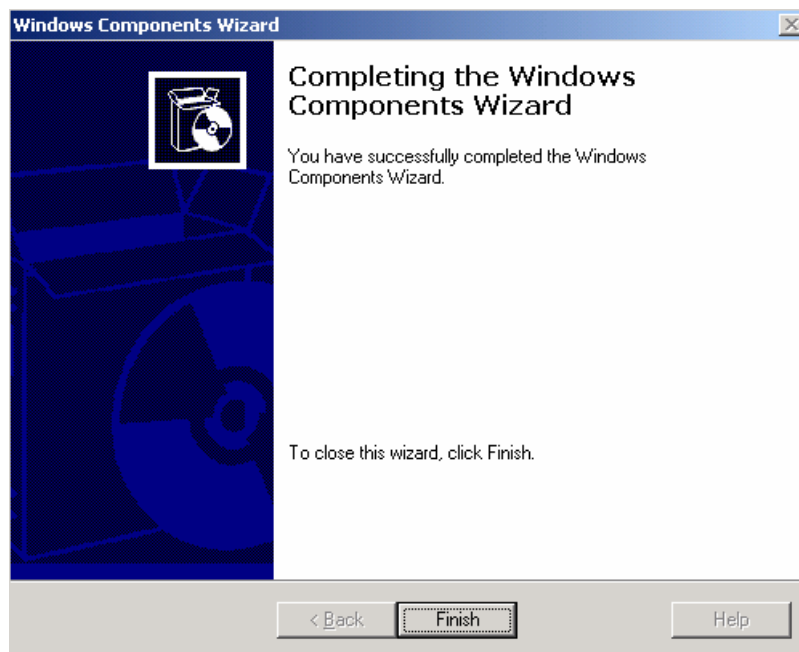 Windows Components Wizard
Completing the Windows
Components Wizard
You have successfully completed the Windows
Components Wizard.
To close this wizard, click Finish.
< Back Finish Help